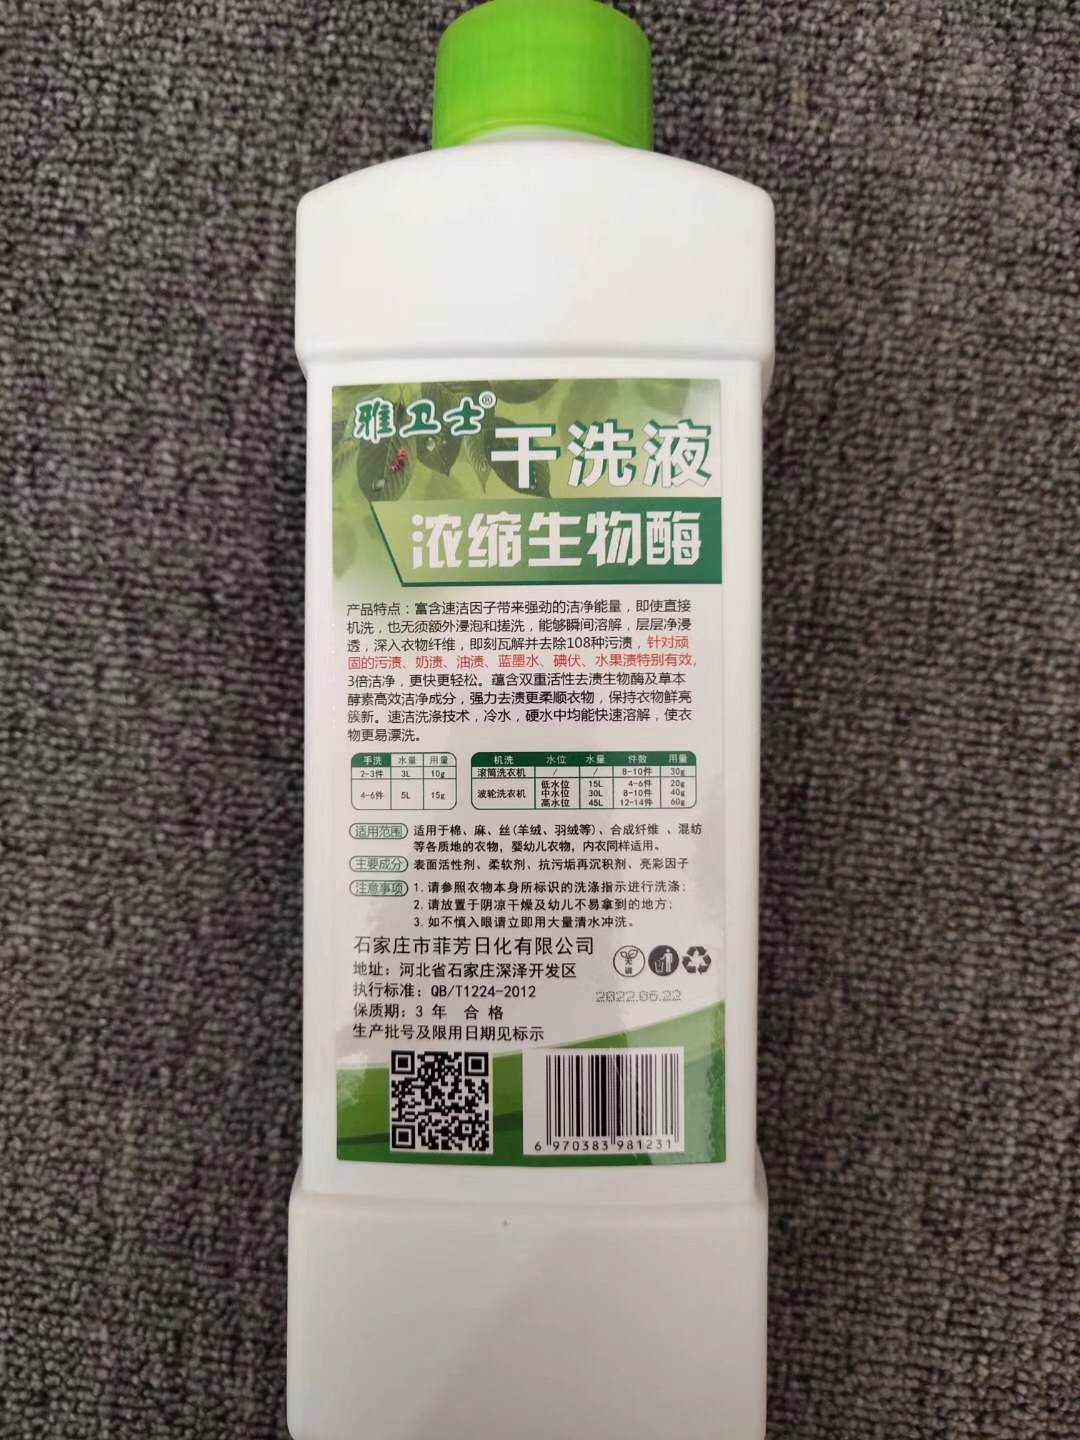 雅卫士®
干洗液
浓缩生物酶
产品特点：富含速洁因子带来强劲的洁净能量，即使直接
机洗，也无须额外浸泡和搓洗，能够瞬间溶解，层层净浸
透，深入衣物纤维，即刻瓦解并去除108种污渍，针对顽
固的污渍、奶渍、油渍、蓝墨水、碘伏、水果渍特别有效，
3倍洁净，更快更轻松。蕴含双重活性去渍生物酶及草本
酵素高效洁净成分，强力去渍更柔顺衣物，保持衣物鲜亮
簇新。速洁洗涤技术，冷水，硬水中均能快速溶解，使衣
物更易漂洗。
手洗 水量 用量
2-3件 3L 10g
4-6件 5L 15g
机洗 水位 水量 件数 用量
滚筒洗衣机 / / 8-10件 30g
波轮洗衣机 低水位 15L 4-6件 20g
中水位 30L 8-10件 40g
高水位 45L 12-14件 60g
适用范围 适用于棉、麻、丝(羊绒、羽绒等)、合成纤维 、混纺
等各质地的衣物，婴幼儿衣物，内衣同样适用。
主要成分 表面活性剂、柔软剂、抗污垢再沉积剂、亮彩因子
注意事项 1.请参照衣物本身所标识的洗涤指示进行洗涤；
2.请放置于阴凉干燥及幼儿不易拿到的地方；
3.如不慎入眼请立即用大量清水冲洗。
石家庄市菲芳日化有限公司
地址：河北省石家庄深泽开发区
执行标准：QB/T1224-2012
保质期：3 年 合 格
生产批号及限用日期见标示
无磷
2022.06.22
6 970383 981231